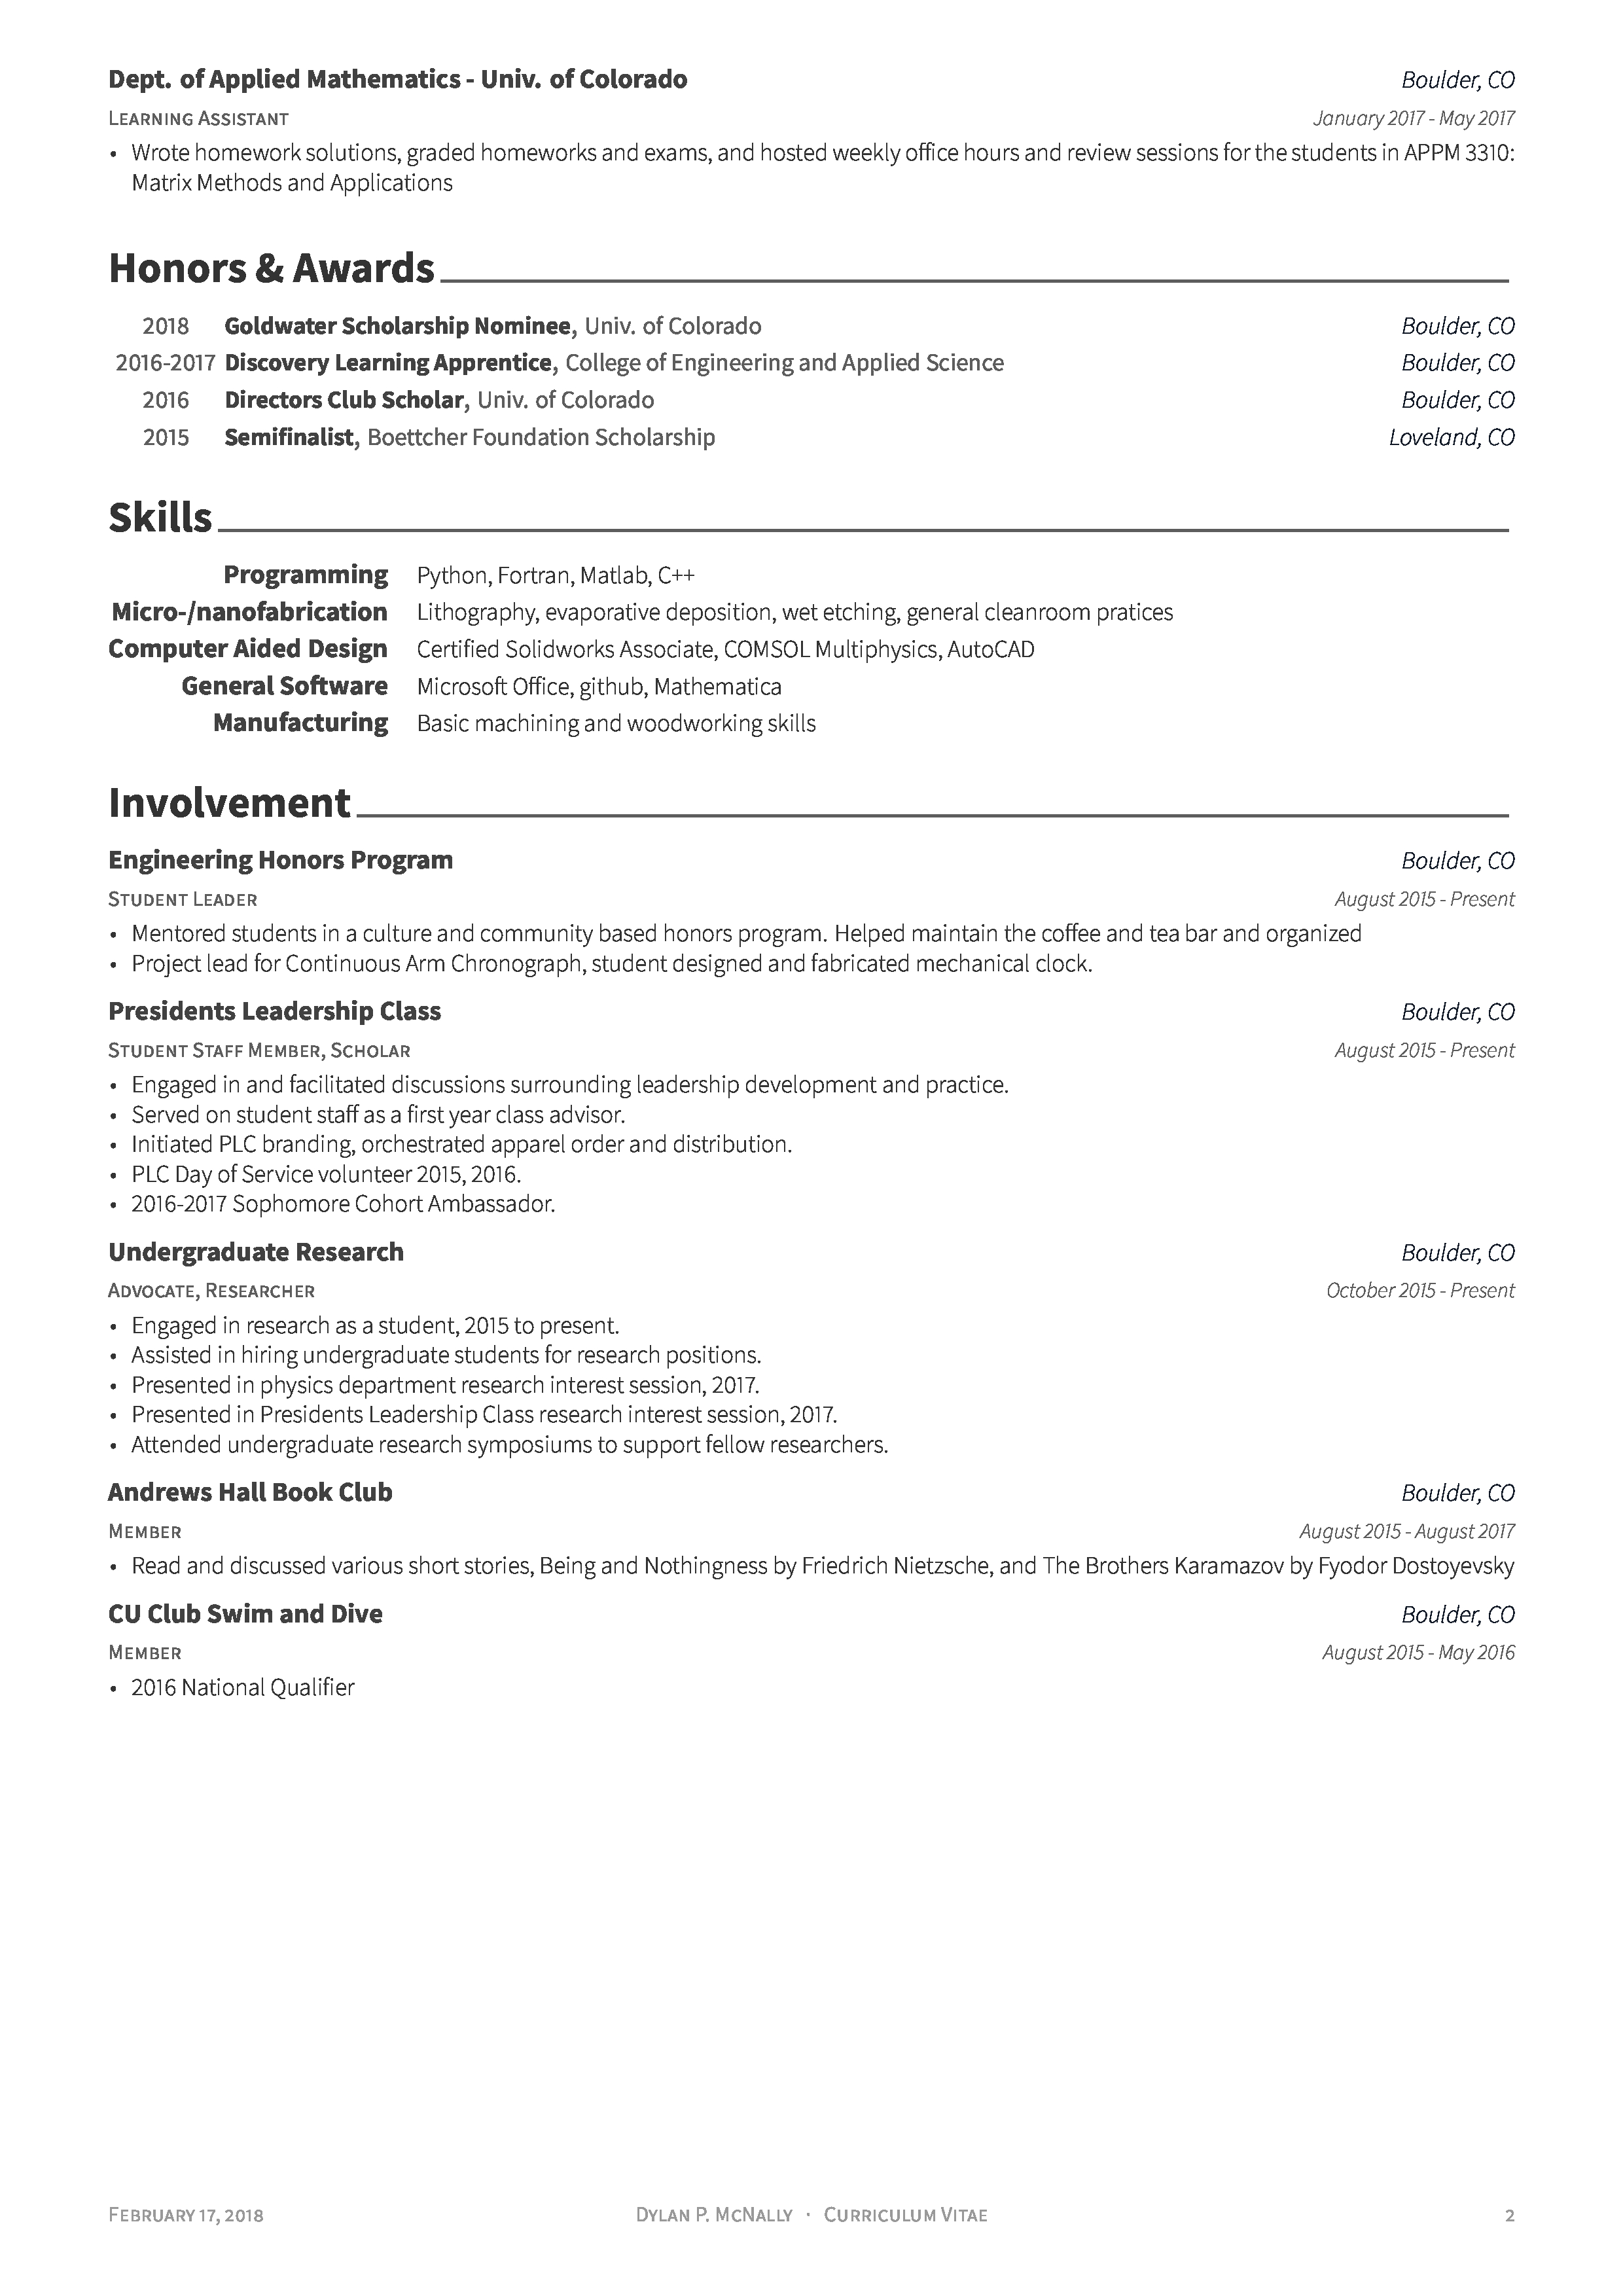 Dept. of Applied Mathematics - Univ. of Colorado Boulder, CO
Learning Assistant January 2017 - May 2017
• Wrote homework solutions, graded homeworks and exams, and hosted weekly office hours and review sessions for the students in APPM 3310:
Matrix Methods and Applications
Honors & Awards
2018 Goldwater Scholarship Nominee, Univ. of Colorado Boulder, CO
2016-2017 Discovery Learning Apprentice, College of Engineering and Applied Science Boulder, CO
2016 Directors Club Scholar, Univ. of Colorado Boulder, CO
2015 Semifinalist, Boettcher Foundation Scholarship Loveland, CO
Skills
Programming Python, Fortran, Matlab, C++
Micro-/nanofabrication Lithography, evaporative deposition, wet etching, general cleanroom pratices
Computer Aided Design Certified Solidworks Associate, COMSOL Multiphysics, AutoCAD
General Software Microsoft Office, github, Mathematica
Manufacturing Basic machining and woodworking skills
Involvement
Engineering Honors Program Boulder, CO
Student Leader August 2015 - Present
• Mentored students in a culture and community based honors program. Helped maintain the coffee and tea bar and organized
• Project lead for Continuous Arm Chronograph, student designed and fabricated mechanical clock.
Presidents Leadership Class Boulder, CO
Student Staff Member, Scholar August 2015 - Present
• Engaged in and facilitated discussions surrounding leadership development and practice.
• Served on student staff as a first year class advisor.
• Initiated PLC branding, orchestrated apparel order and distribution.
• PLC Day of Service volunteer 2015, 2016.
• 2016-2017 Sophomore Cohort Ambassador.
Undergraduate Research Boulder, CO
Advocate, Researcher October 2015 - Present
• Engaged in research as a student, 2015 to present.
• Assisted in hiring undergraduate students for research positions.
• Presented in physics department research interest session, 2017.
• Presented in Presidents Leadership Class research interest session, 2017.
• Attended undergraduate research symposiums to support fellow researchers.
Andrews Hall Book Club Boulder, CO
Member August 2015 - August 2017
• Read and discussed various short stories, Being and Nothingness by Friedrich Nietzsche, and The Brothers Karamazov by Fyodor Dostoyevsky
CU Club Swim and Dive Boulder, CO
Member August 2015 - May 2016
• 2016 National Qualifier
February 17, 2018 Dylan P. McNally · Curriculum Vitae 2